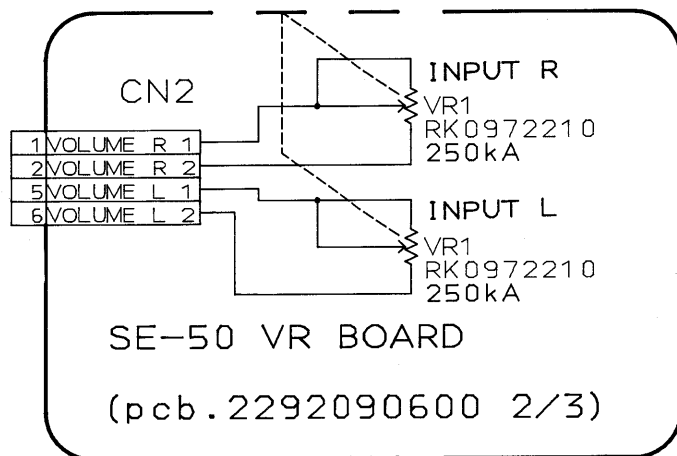 INPUT R
CN2
VR1
RK0972210
250kA
1 VOLUME R 1
2 VOLUME R 2
5 VOLUME L 1
6 VOLUME L 2
INPUT L
VR1
RK0972210
250kA
SE-50 VR BOARD
(pcb.2292090600 2/3)